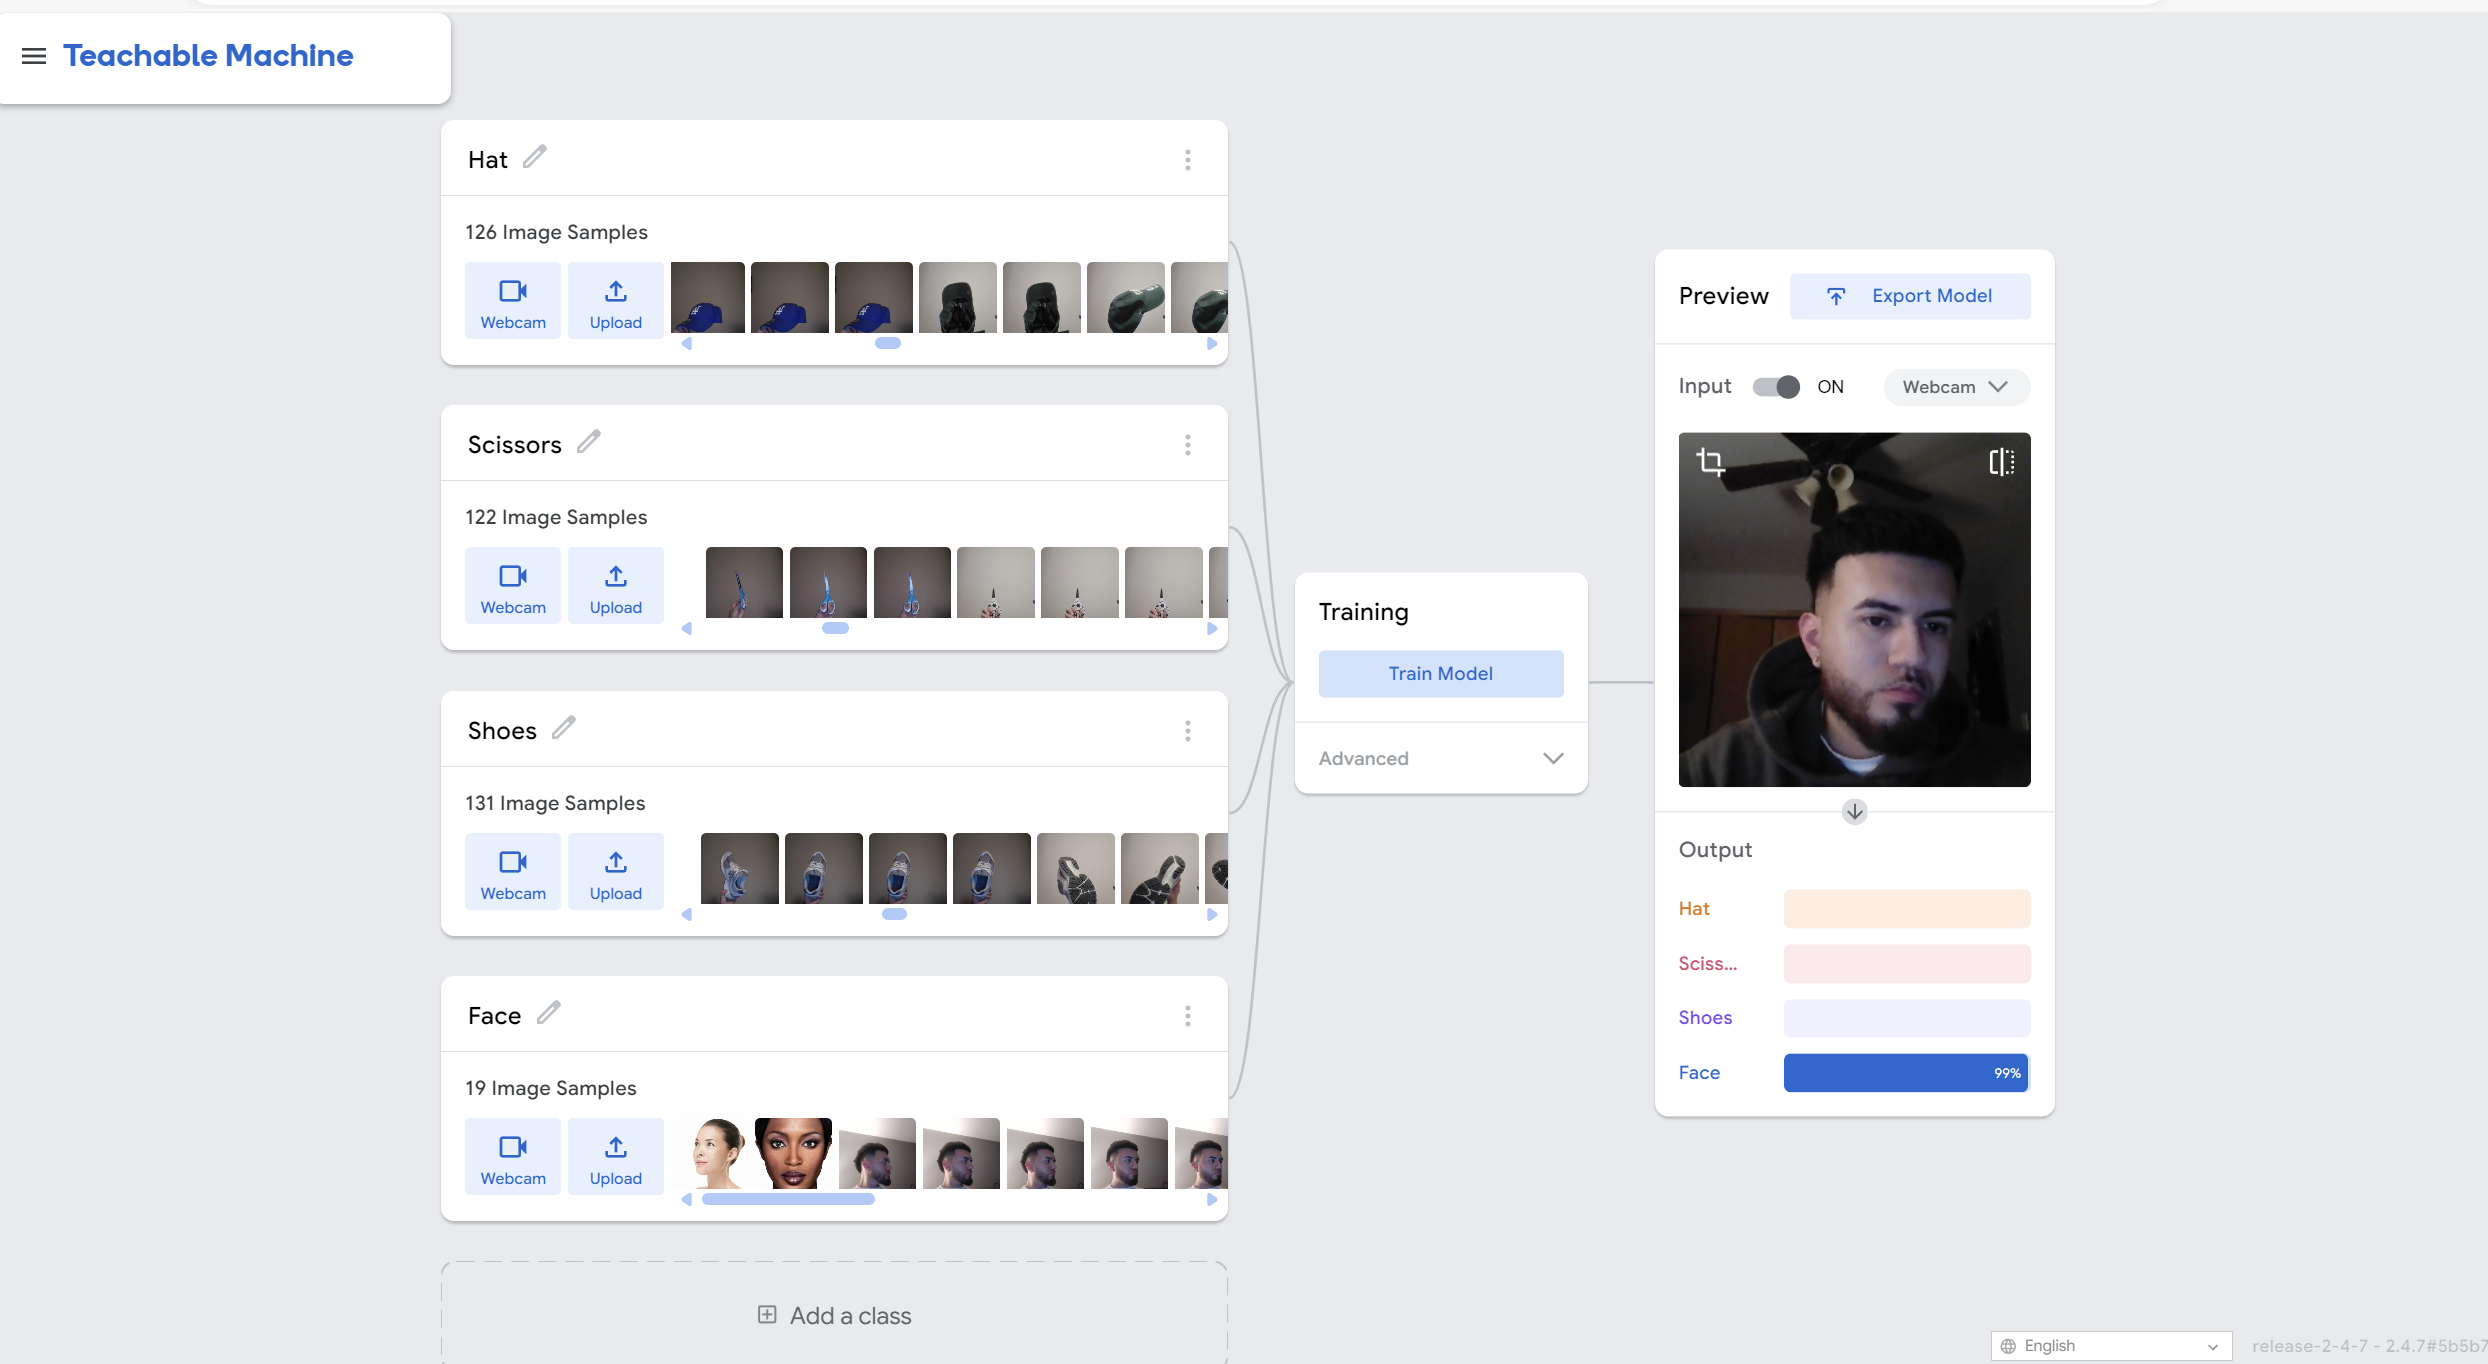 Teachable Machine
Hat
126 Image Samples
Webcam
Upload
Scissors
122 Image Samples
Webcam
Upload
Shoes
131 Image Samples
Webcam
Upload
Face
19 Image Samples
Webcam
Upload
Add a class
Training
Train Model
Advanced
Preview
Export Model
Input
ON
Webcam
Output
Hat
Sciss...
Shoes
Face
99%
English
release-2-4-7 - 2.4.7#5b5b7